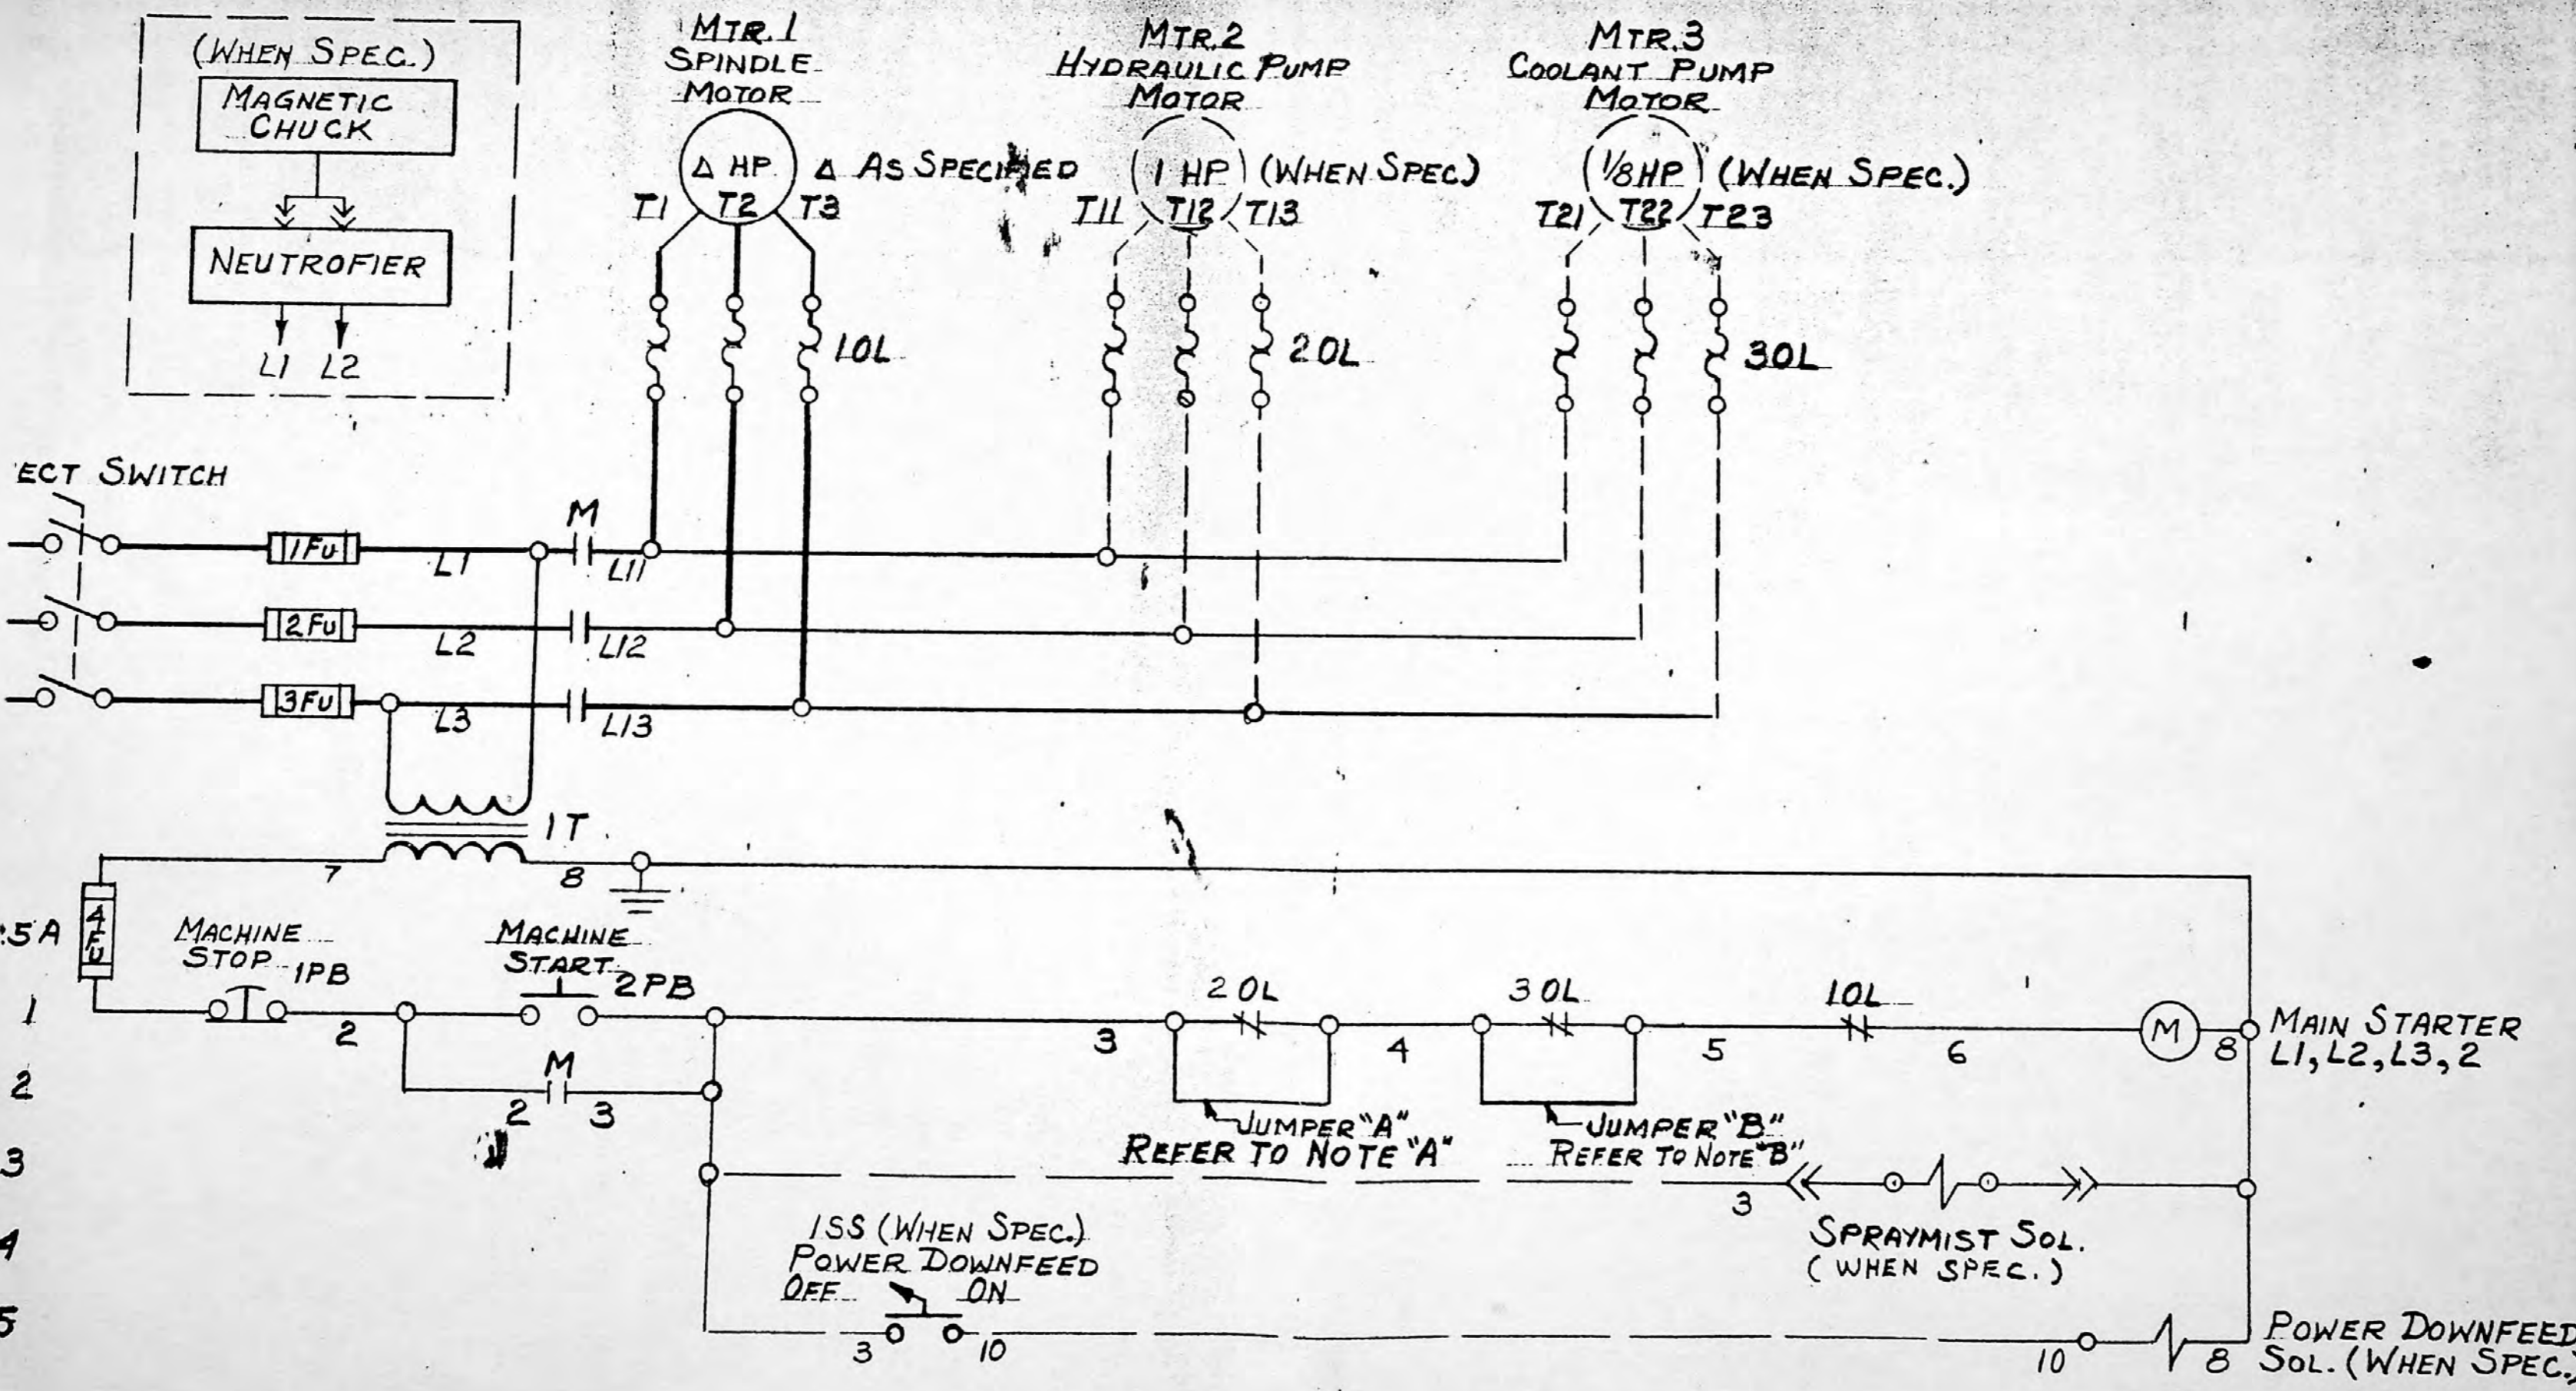 (WHEN SPEC.)
MAGNETIC
CHUCK
NEUTROFIER
L1 L2
MTR.1
SPINDLE
MOTOR
Δ HP
Δ AS SPECIFIED
T1 T2 T3
1OL
MTR.2
HYDRAULIC PUMP
MOTOR
1 HP
(WHEN SPEC.)
T11 T12 T13
2OL
MTR.3
COOLANT PUMP
MOTOR
1/8 HP
(WHEN SPEC.)
T21 T22 T23
3OL
ECT SWITCH
1FU
L1
M
L11
2FU
L2
L12
3FU
L3
L13
1T
7
8
.5A
4FU
MACHINE
STOP 1PB
MACHINE
START 2PB
1
2
3
2OL
4
3OL
5
1OL
6
M
8
MAIN STARTER
L1, L2, L3, 2
2
M
2
3
JUMPER "A"
REFER TO NOTE "A"
JUMPER "B"
REFER TO NOTE "B"
3
3
SPRAYMIST SOL.
(WHEN SPEC.)
4
1SS (WHEN SPEC.)
POWER DOWNFEED
OFF ON
5
3
10
10
8
POWER DOWNFEED
SOL. (WHEN SPEC.)